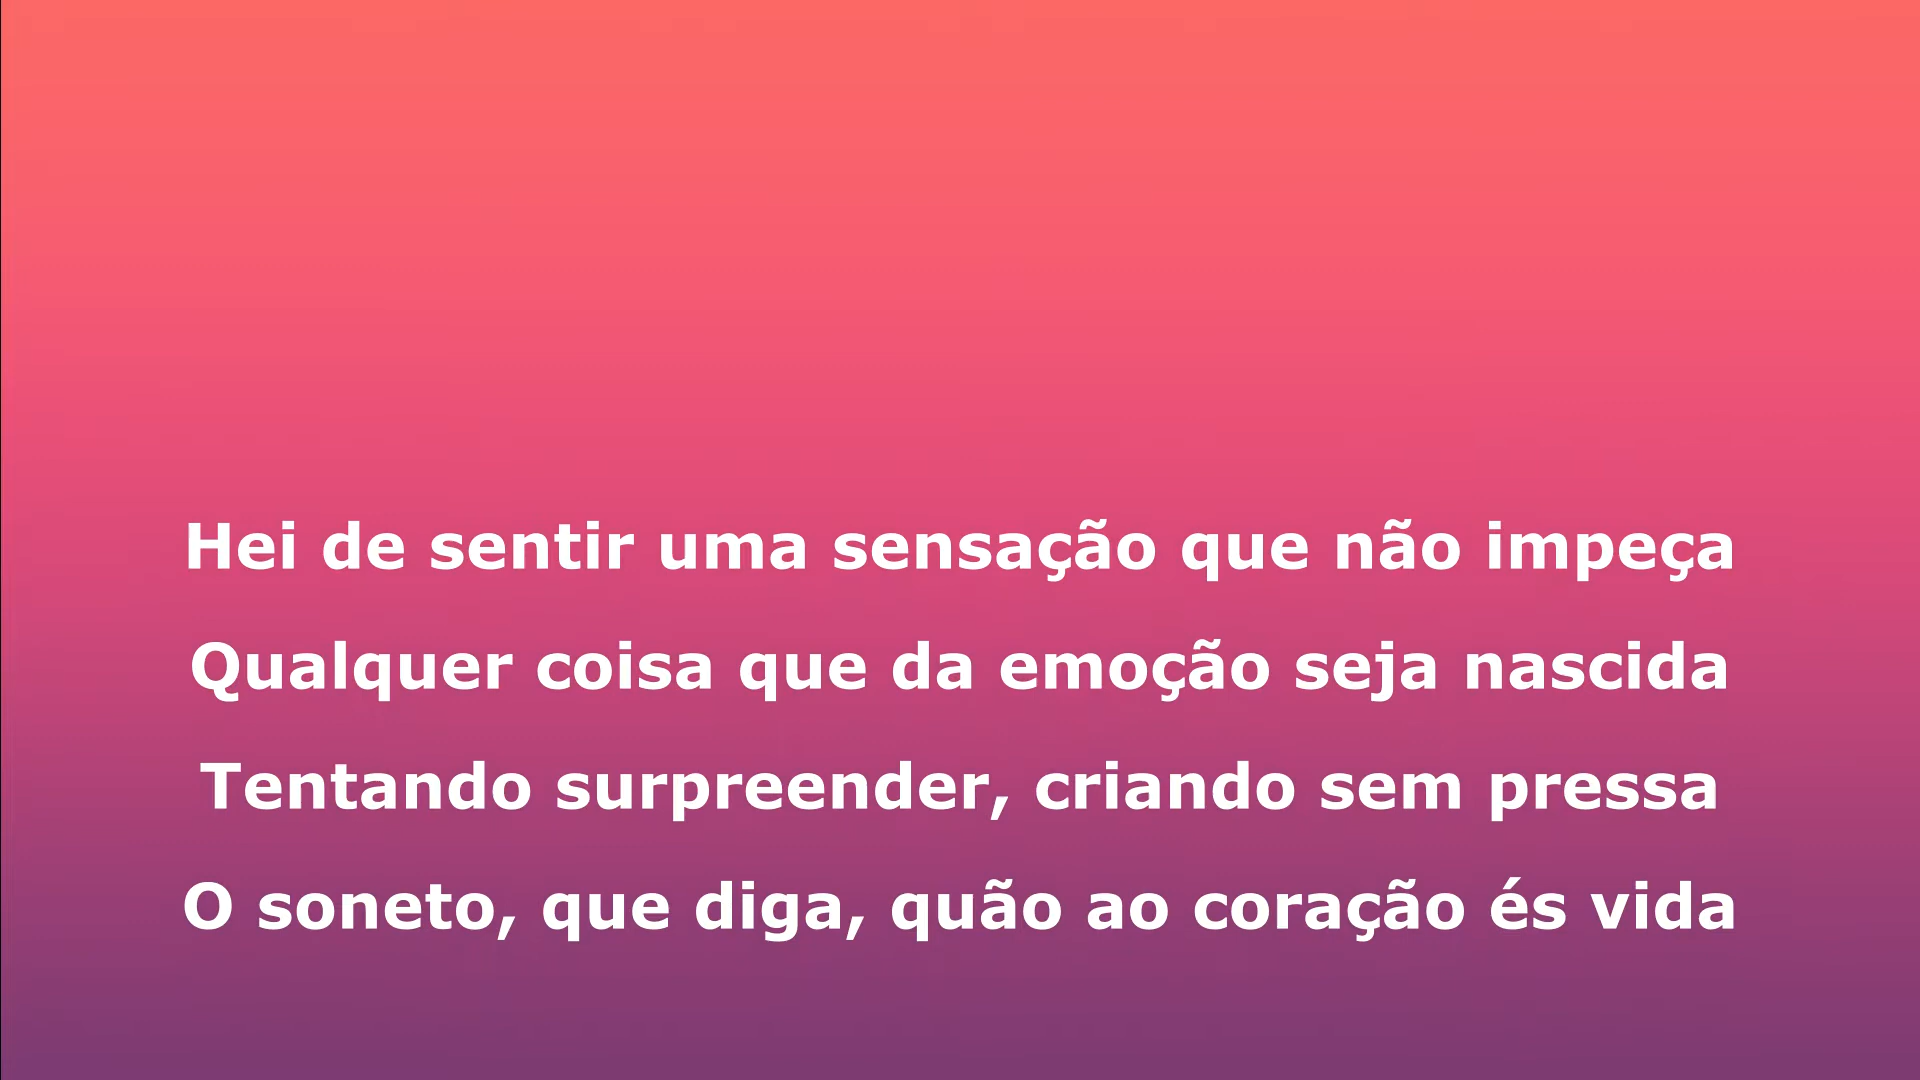 Hei de sentir uma sensação que não impeça
Qualquer coisa que da emoção seja nascida
Tentando surpreender, criando sem pressa
O soneto, que diga, quão ao coração és vida